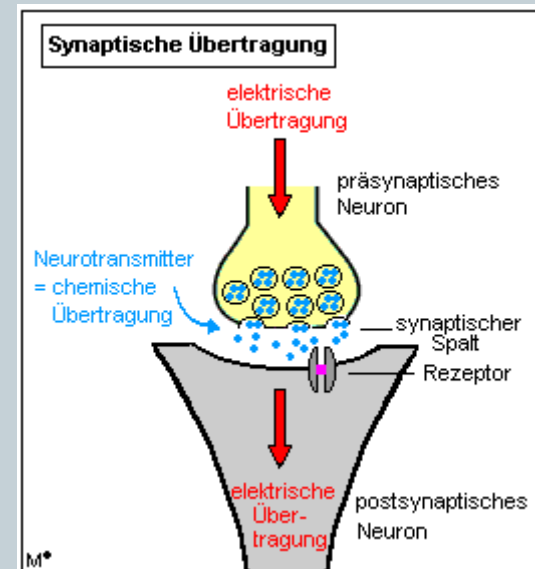 Synaptische Übertragung
elektrische
Übertragung
präsynaptisches
Neuron
Neurotransmitter
= chemische
Übertragung
synaptischer
Spalt
Rezeptor
elektrische
Über-
tragung
postsynaptisches
Neuron
M•